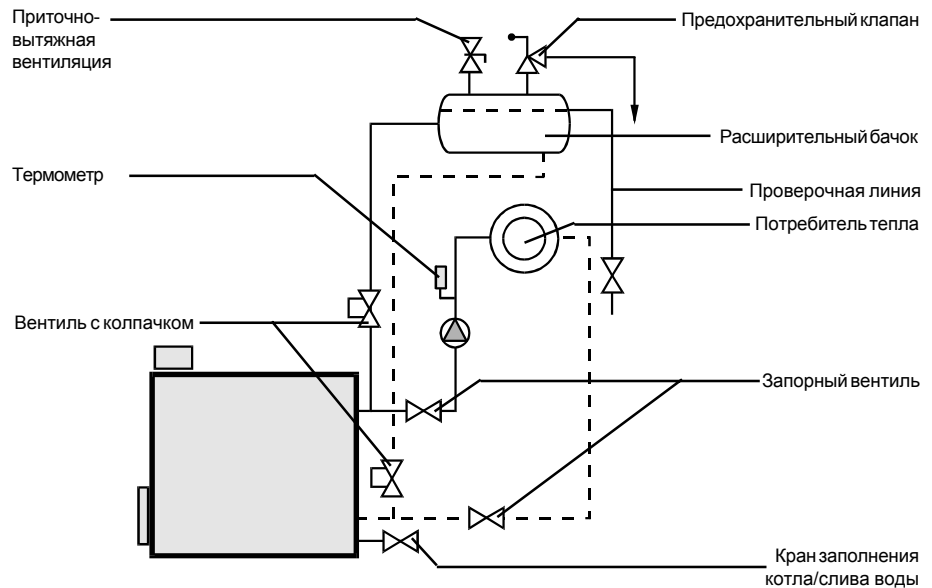 Приточно-
вытяжная
вентиляция
Предохранительный клапан
Расширительный бачок
Термометр
Проверочная линия
Потребитель тепла
Вентиль с колпачком
Запорный вентиль
Кран заполнения
котла/слива воды